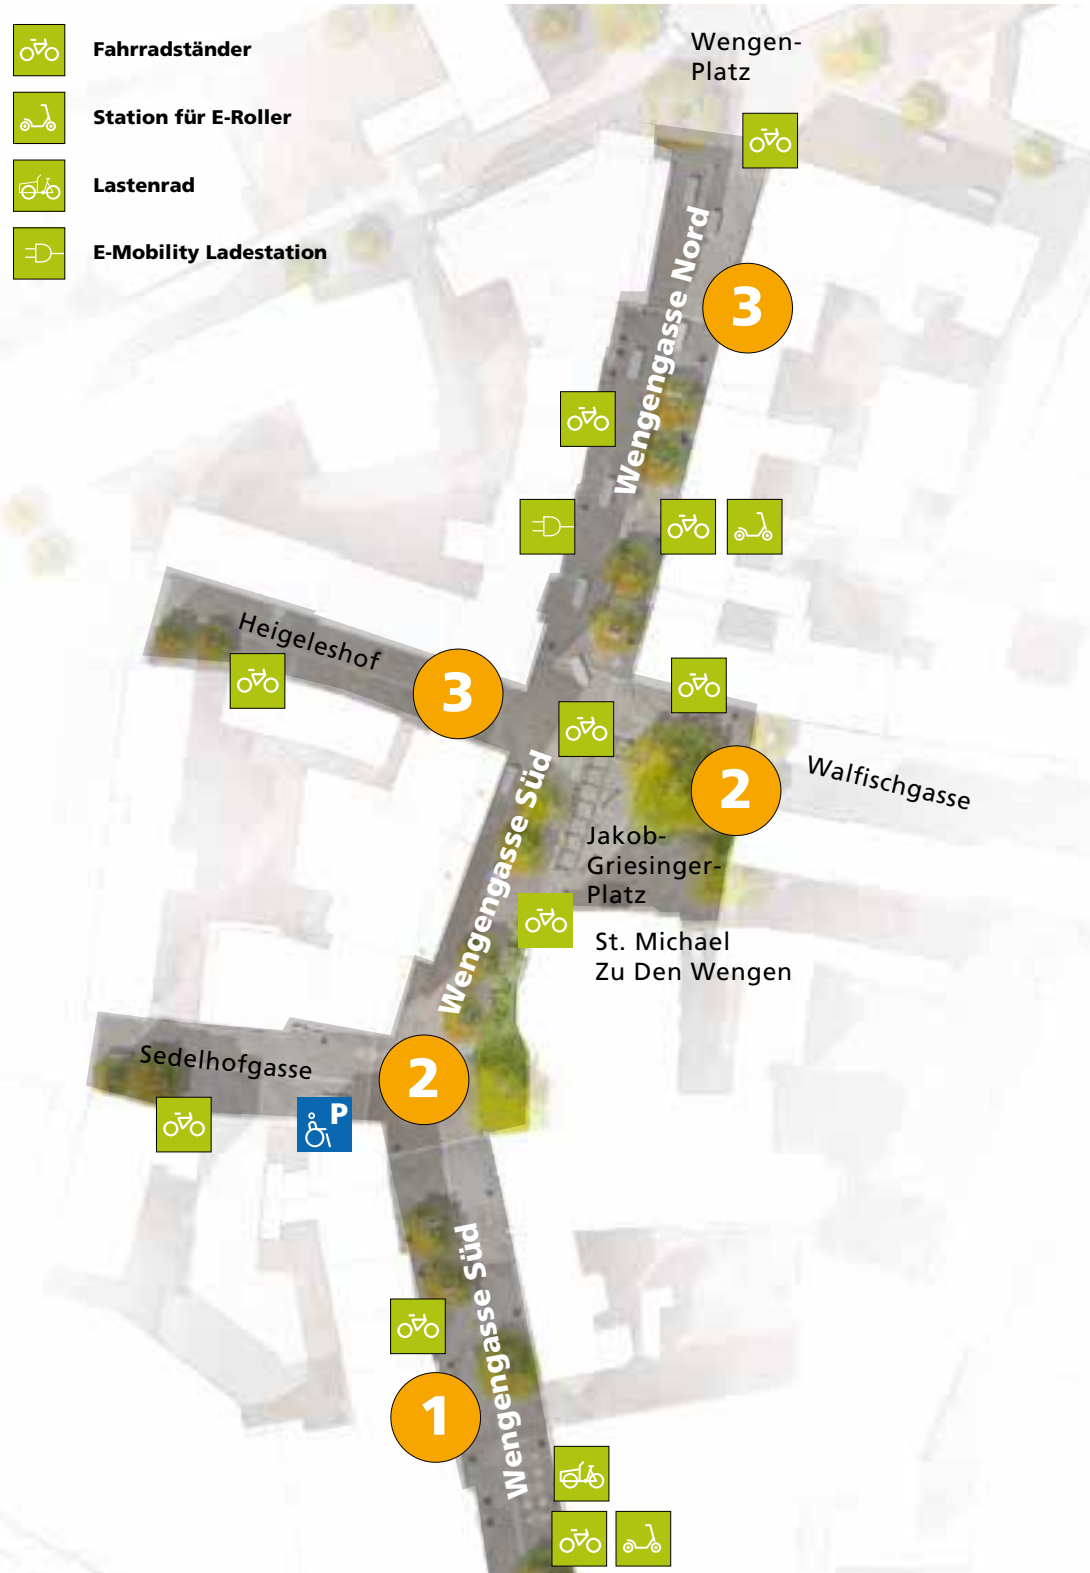 Fahrradständer
Station für E-Roller
Lastenrad
E-Mobility Ladestation
Wengen-
Platz
Wengengasse Nord
3
Heigeleshof
3
2
Walfischgasse
Wengengasse Süd
Jakob-
Griesinger-
Platz
St. Michael
Zu Den Wengen
Sedelhofgasse
2
P
Wengengasse Süd
1